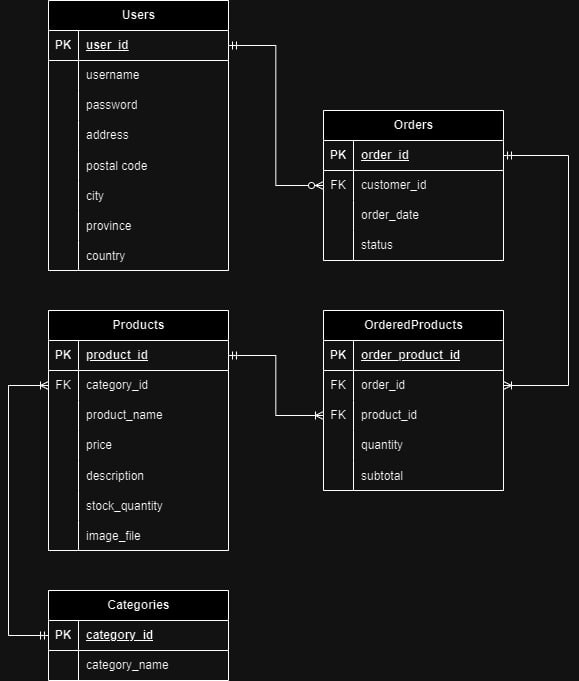 Users
PK user_id
username
password
address
postal code
city
province
country
Orders
PK order_id
FK customer_id
order_date
status
Products
PK product_id
FK category_id
product_name
price
description
stock_quantity
image_file
OrderedProducts
PK order_product_id
FK order_id
FK product_id
quantity
subtotal
Categories
PK category_id
category_name